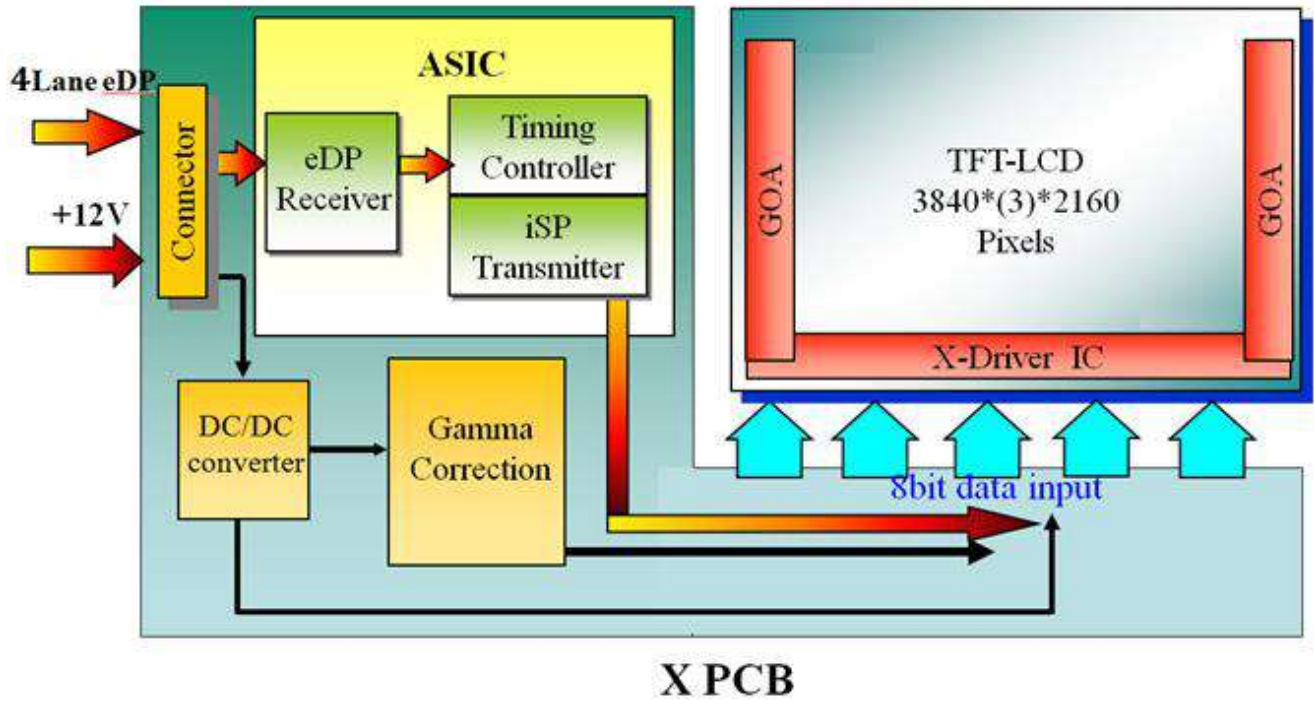 4Lane eDP
+12V
Connector
ASIC
eDP
Receiver
Timing
Controller
iSP
Transmitter
DC/DC
converter
Gamma
Correction
GOA
TFT-LCD
3840*(3)*2160
Pixels
GOA
X-Driver IC
8bit data input
X PCB